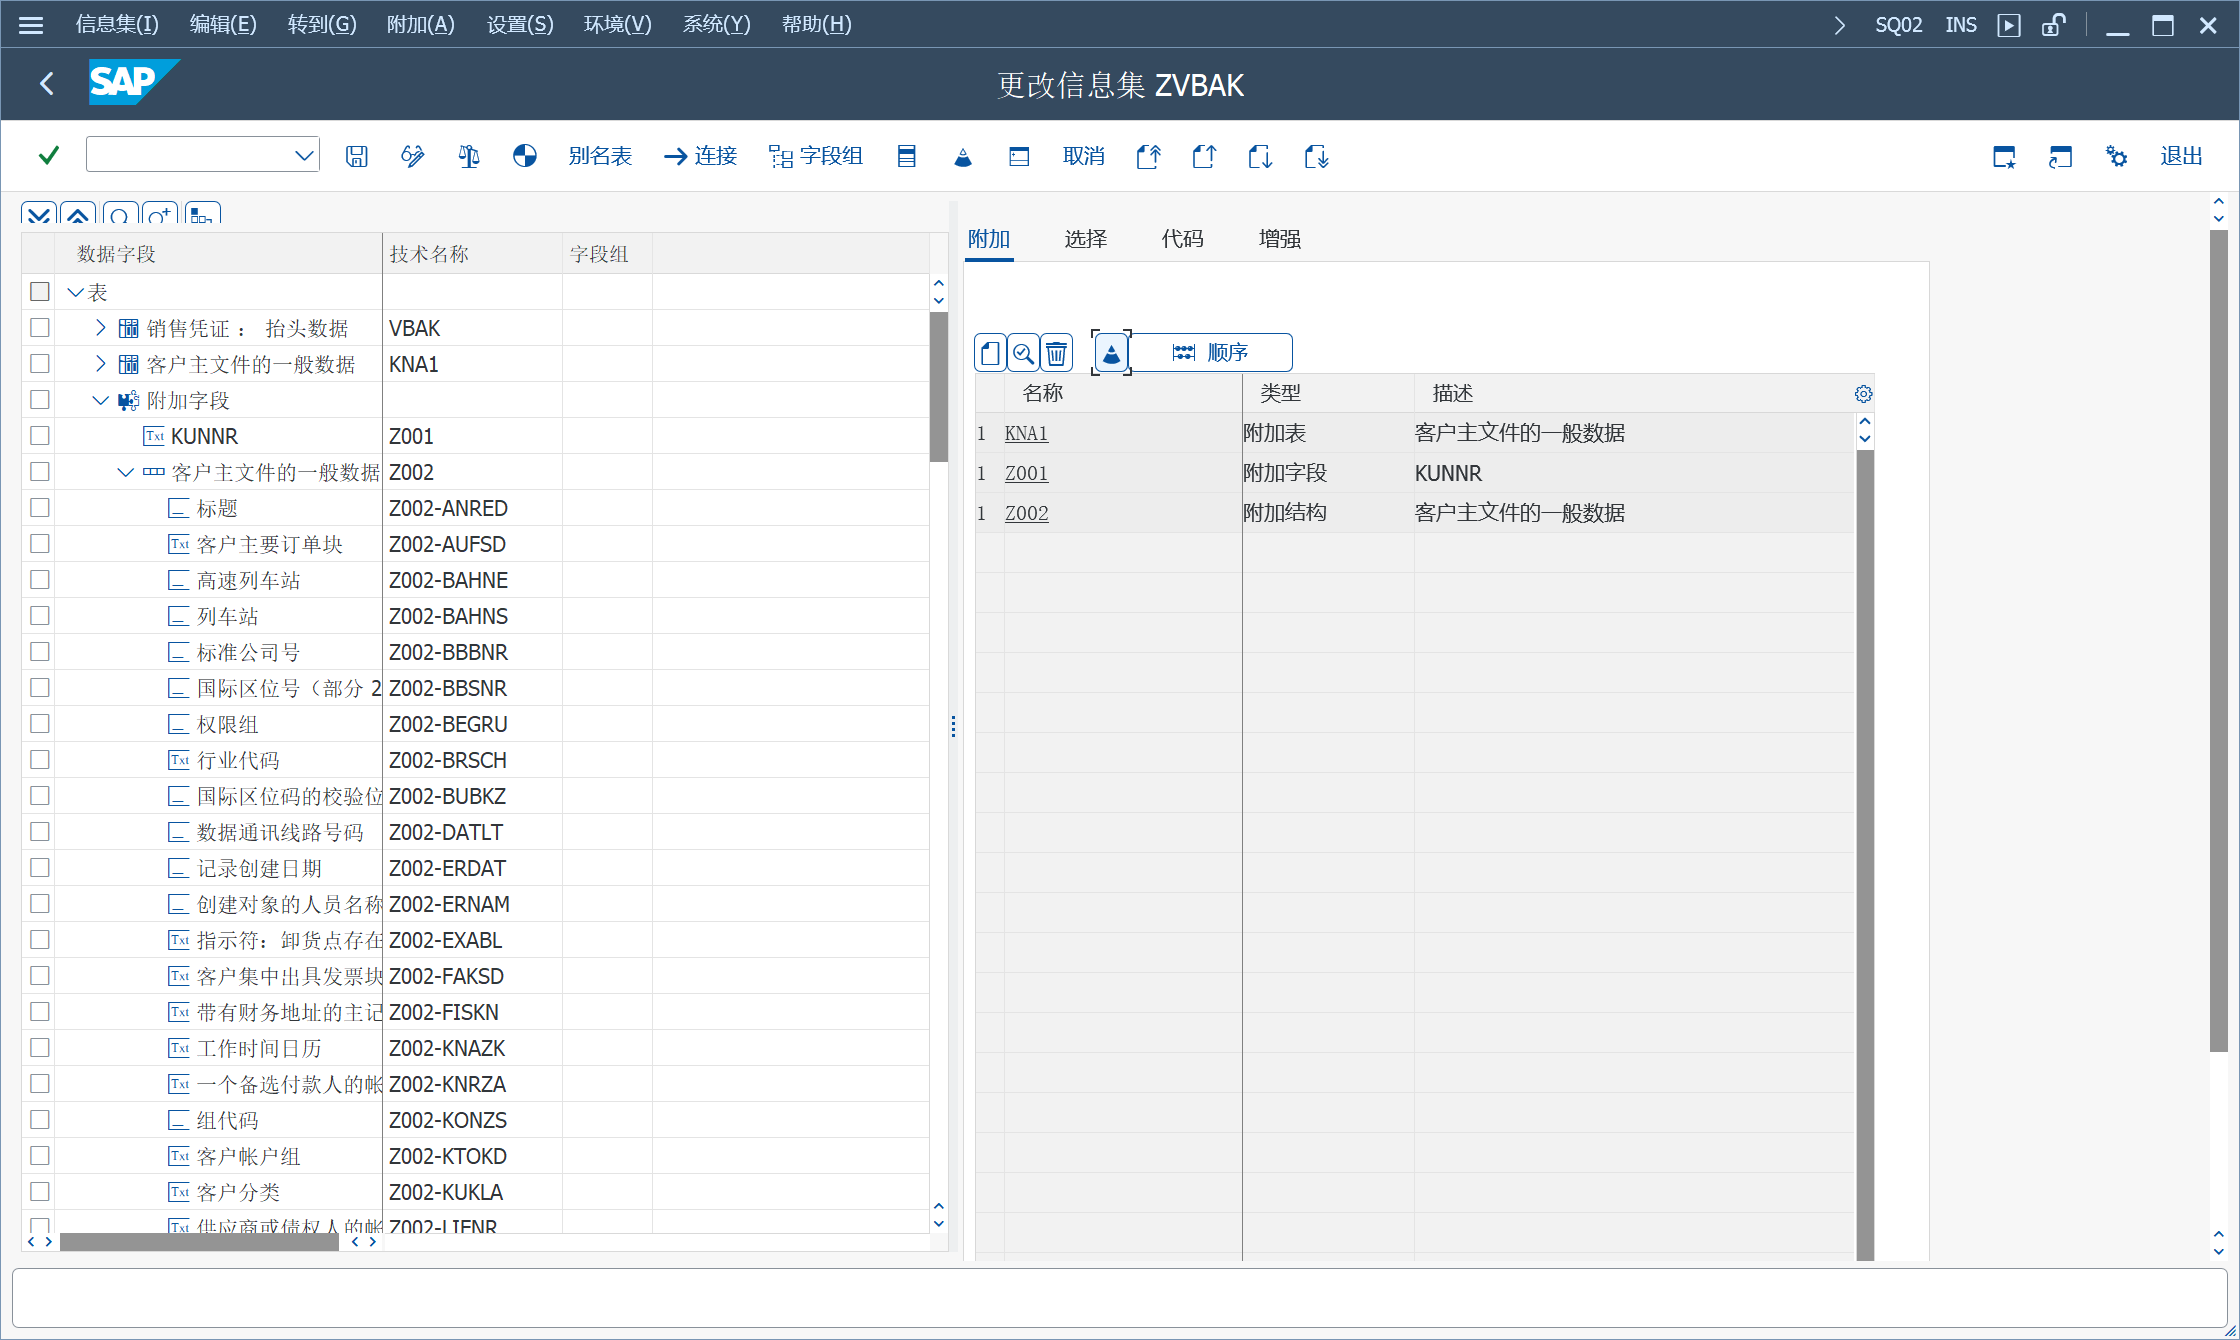 信息集(I) 编辑(E) 转到(G) 附加(A) 设置(S) 环境(V) 系统(Y) 帮助(H) SQ02 INS
SAP 更改信息集 ZVBAK
别名表 连接 字段组 取消 退出
附加 选择 代码 增强
数据字段 技术名称 字段组
表
销售凭证 : 抬头数据 VBAK
客户主文件的一般数据 KNA1
附加字段
Txt KUNNR Z001
客户主文件的一般数据 Z002
标题 Z002-ANRED
Txt 客户主要订单块 Z002-AUFSD
高速列车站 Z002-BAHNE
列车站 Z002-BAHNS
标准公司号 Z002-BBBNR
国际区位号（部分 2 Z002-BBSNR
权限组 Z002-BEGRU
Txt 行业代码 Z002-BRSCH
国际区位码的校验位 Z002-BUBKZ
数据通讯线路号码 Z002-DATLT
记录创建日期 Z002-ERDAT
创建对象的人员名称 Z002-ERNAM
Txt 指示符：卸货点存在 Z002-EXABL
Txt 客户集中出具发票块 Z002-FAKSD
Txt 带有财务地址的主记 Z002-FISKN
Txt 工作时间日历 Z002-KNAZK
Txt 一个备选付款人的帐 Z002-KNRZA
组代码 Z002-KONZS
Txt 客户帐户组 Z002-KTOKD
Txt 客户分类 Z002-KUKLA
Txt 供应商或债权人的帐 Z002-LIFNR
顺序
名称 类型 描述
1 KNA1 附加表 客户主文件的一般数据
1 Z001 附加字段 KUNNR
1 Z002 附加结构 客户主文件的一般数据